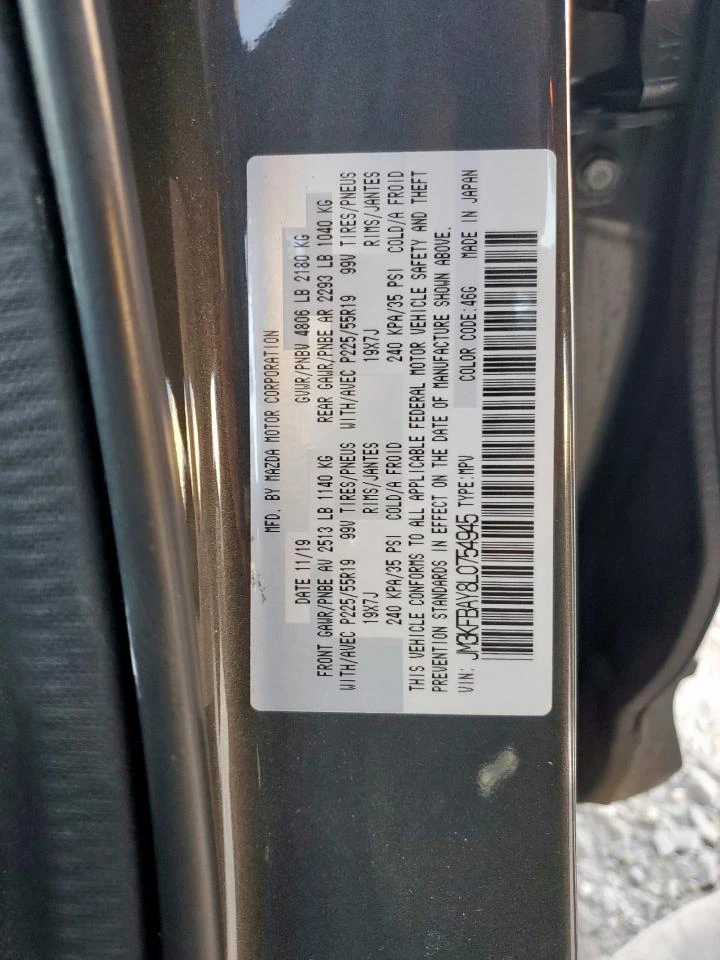 MFD. BY MAZDA MOTOR CORPORATION
DATE 11/19 GVWR/PNBV 4806 LB 2180 KG
FRONT GAWR/PNBE AV 2513 LB 1140 KG REAR GAWR/PNBE AR 2293 LB 1040 KG
WITH/AVEC P225/55R19 99V TIRES/PNEUS WITH/AVEC P225/55R19 99V TIRES/PNEUS
19X7J RIMS/JANTES 19X7J RIMS/JANTES
240 KPA/35 PSI COLD/A FROID 240 KPA/35 PSI COLD/A FROID
THIS VEHICLE CONFORMS TO ALL APPLICABLE FEDERAL MOTOR VEHICLE SAFETY AND THEFT
PREVENTION STANDARDS IN EFFECT ON THE DATE OF MANUFACTURE SHOWN ABOVE.
VIN: JM3KFBAY8L0754945 TYPE:MPV COLOR CODE:46G MADE IN JAPAN